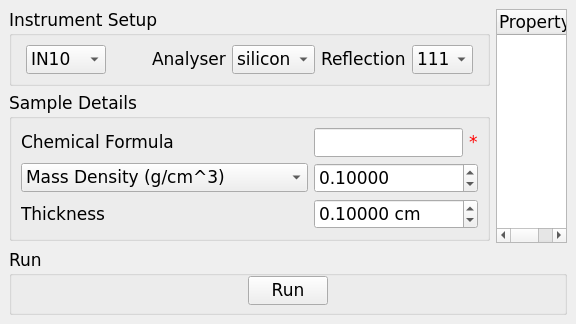 Instrument Setup
IN10 Analyser silicon Reflection 111
Sample Details
Chemical Formula *
Mass Density (g/cm^3) 0.10000
Thickness 0.10000 cm
Run
Run
Property